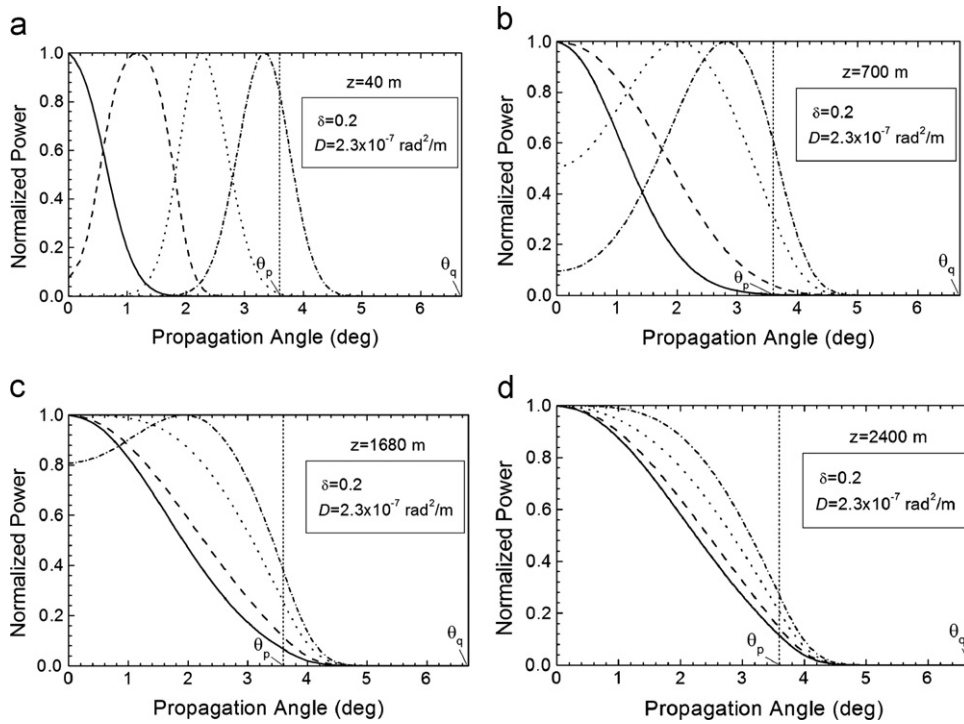 a
1.0
0.8
0.6
0.4
0.2
0.0
Normalized Power
z=40 m
δ=0.2
D=2.3x10⁻⁷ rad²/m
θp
θq
0 1 2 3 4 5 6
Propagation Angle (deg)
b
1.0
0.8
0.6
0.4
0.2
0.0
Normalized Power
z=700 m
δ=0.2
D=2.3x10⁻⁷ rad²/m
θp
θq
0 1 2 3 4 5 6
Propagation Angle (deg)
c
1.0
0.8
0.6
0.4
0.2
0.0
Normalized Power
z=1680 m
δ=0.2
D=2.3x10⁻⁷ rad²/m
θp
θq
0 1 2 3 4 5 6
Propagation Angle (deg)
d
1.0
0.8
0.6
0.4
0.2
0.0
Normalized Power
z=2400 m
δ=0.2
D=2.3x10⁻⁷ rad²/m
θp
θq
0 1 2 3 4 5 6
Propagation Angle (deg)